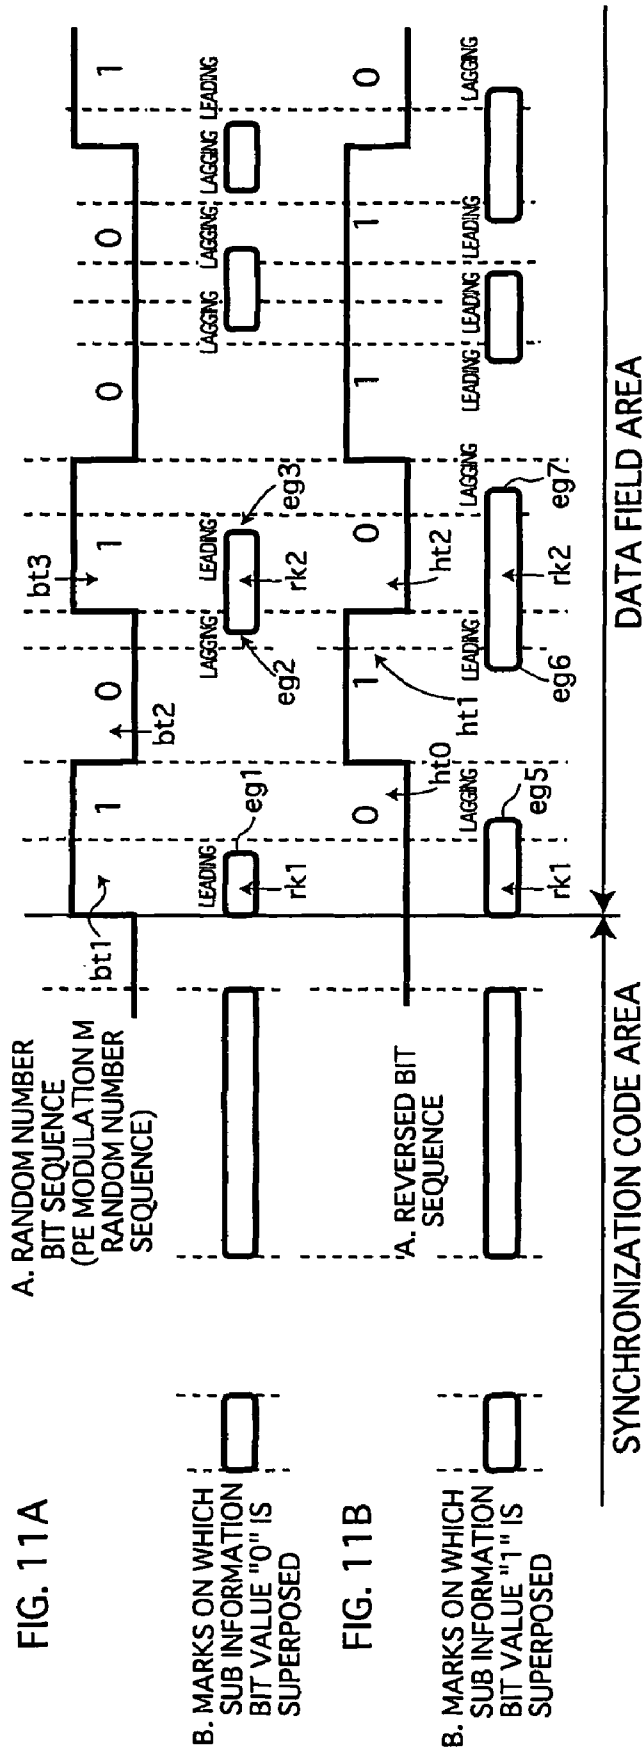 FIG. 11A
A. RANDOM NUMBER
BIT SEQUENCE
(PE MODULATION M
RANDOM NUMBER
SEQUENCE)
bt1
1
0
bt2
bt3
1
0
0
1
B. MARKS ON WHICH
SUB INFORMATION
BIT VALUE "0" IS
SUPERPOSED
LEADING
eg1
rk1
LAGGING
eg2
LEADING
eg3
rk2
LAGGING
LAGGING
LAGGING
LEADING
FIG. 11B
A. REVERSED BIT
SEQUENCE
0
ht0
1
ht1
0
ht2
1
1
0
B. MARKS ON WHICH
SUB INFORMATION
BIT VALUE "1" IS
SUPERPOSED
LAGGING
eg5
rk1
LEADING
eg6
LAGGING
eg7
rk2
LEADING
LEADING
LEADING
LAGGING
SYNCHRONIZATION CODE AREA
DATA FIELD AREA